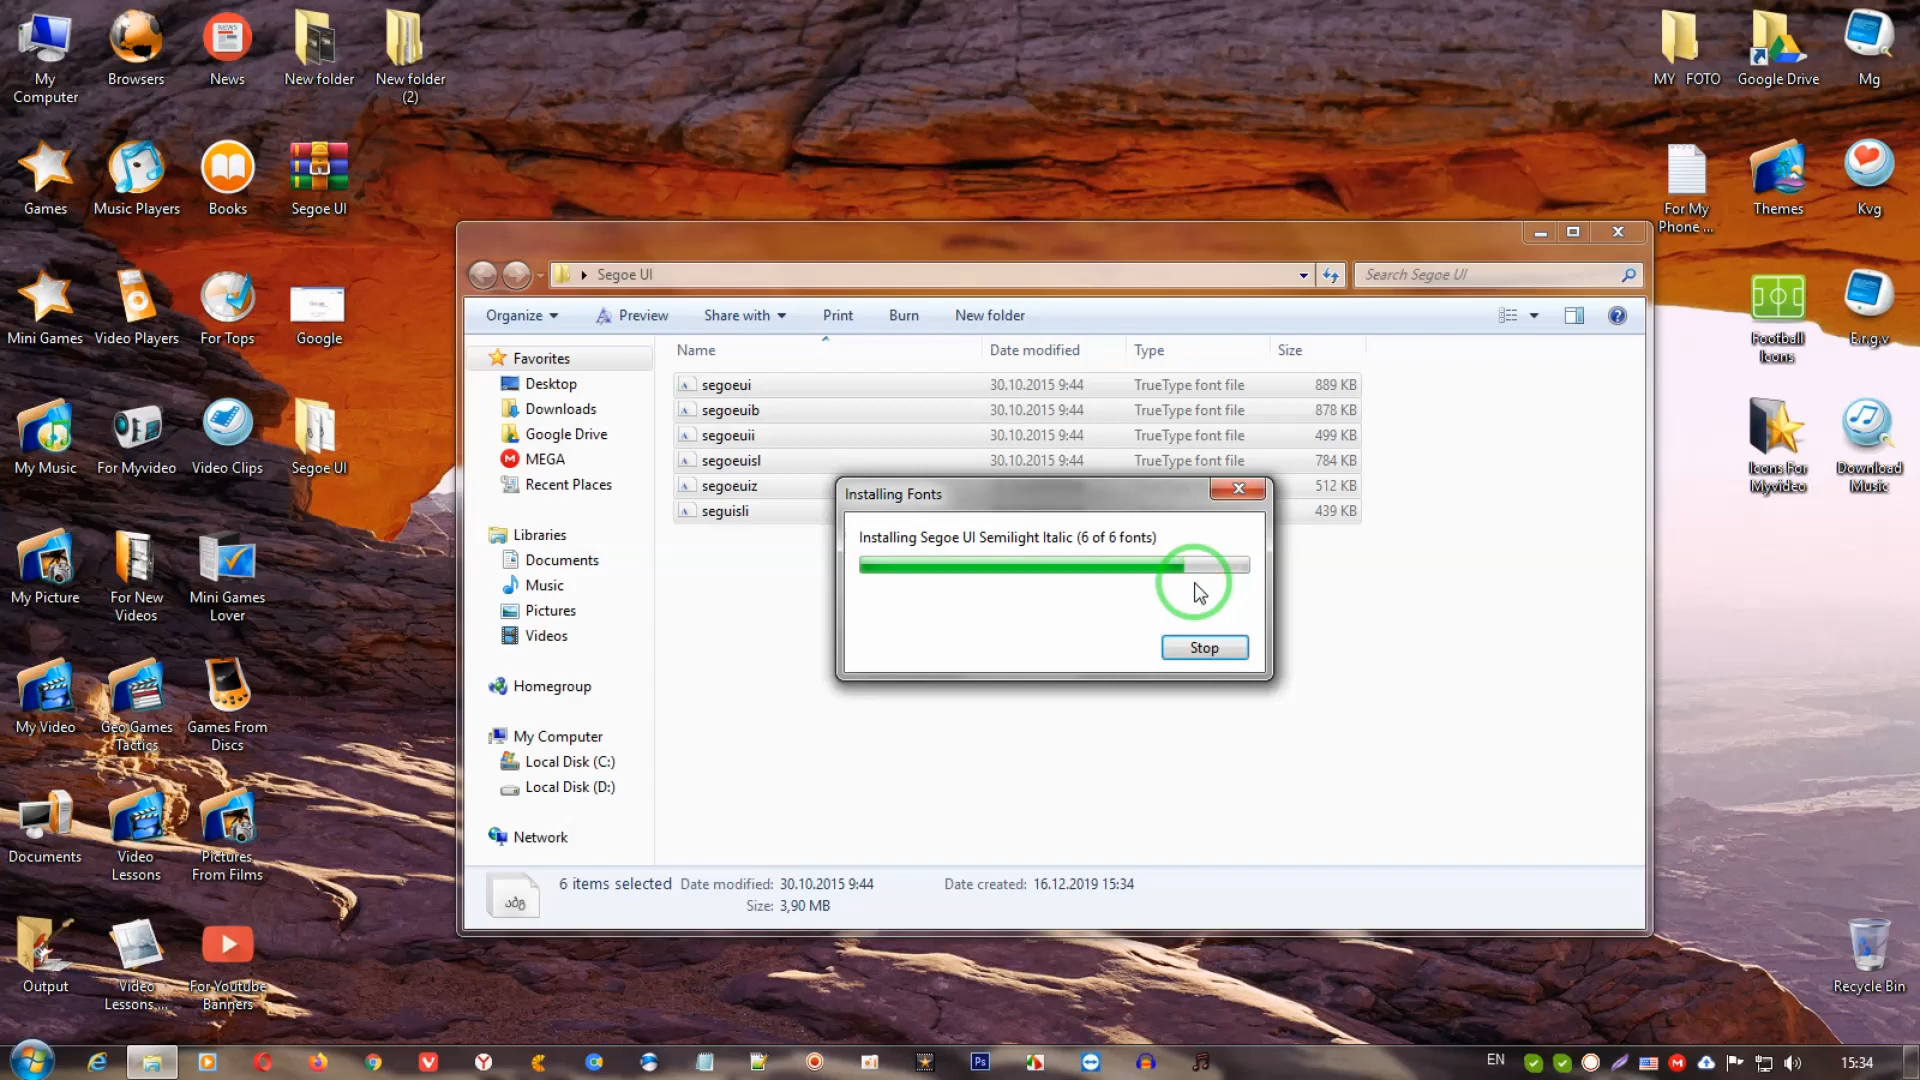 My
Computer
Browsers
News
New folder
New folder
(2)
MY FOTO
Google Drive
Mg
Games
Music Players
Books
Segoe UI
For My
Phone ...
Themes
Kvg
Mini Games
Video Players
For Tops
Google
Football
Icons
E.r.g.v
My Music
For Myvideo
Video Clips
Segoe UI
Icons For
Myvideo
Download
Music
My Picture
For New
Videos
Mini Games
Lover
My Video
Geo Games
Tactics
Games From
Discs
Documents
Video
Lessons
Pictures
From Films
Output
Video
Lessons,...
For Youtube
Banners
Recycle Bin
Segoe UI
Search Segoe UI
Organize
Preview
Share with
Print
Burn
New folder
Name
Date modified
Type
Size
Favorites
Desktop
Downloads
Google Drive
MEGA
Recent Places
Libraries
Documents
Music
Pictures
Videos
Homegroup
My Computer
Local Disk (C:)
Local Disk (D:)
Network
segoeui 30.10.2015 9:44 TrueType font file 889 KB
segoeuib 30.10.2015 9:44 TrueType font file 878 KB
segoeuii 30.10.2015 9:44 TrueType font file 499 KB
segoeuisl 30.10.2015 9:44 TrueType font file 784 KB
segoeuiz 512 KB
seguisli 439 KB
Installing Fonts
Installing Segoe UI Semilight Italic (6 of 6 fonts)
Stop
აბგ
6 items selected Date modified: 30.10.2015 9:44 Date created: 16.12.2019 15:34
Size: 3,90 MB
Ps
EN
15:34